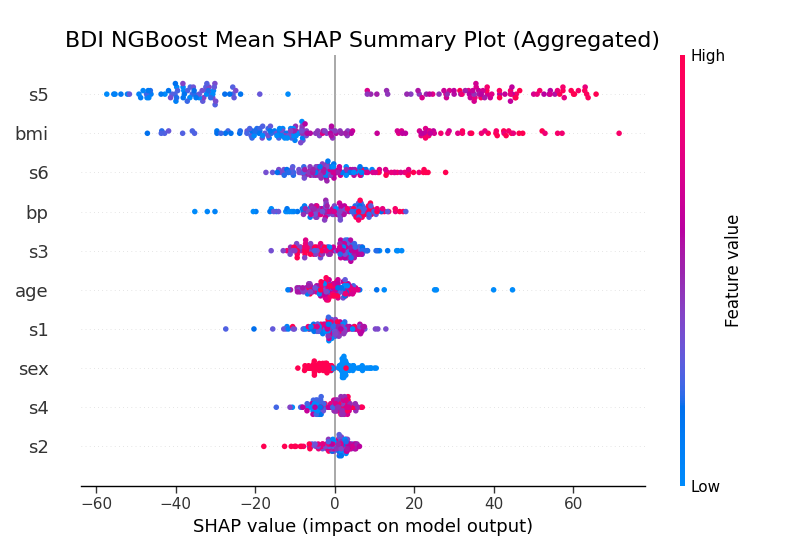 BDI NGBoost Mean SHAP Summary Plot (Aggregated)
High
s5
bmi
s6
bp
s3
age
s1
sex
s4
s2
Feature value
Low
−60 −40 −20 0 20 40 60
SHAP value (impact on model output)